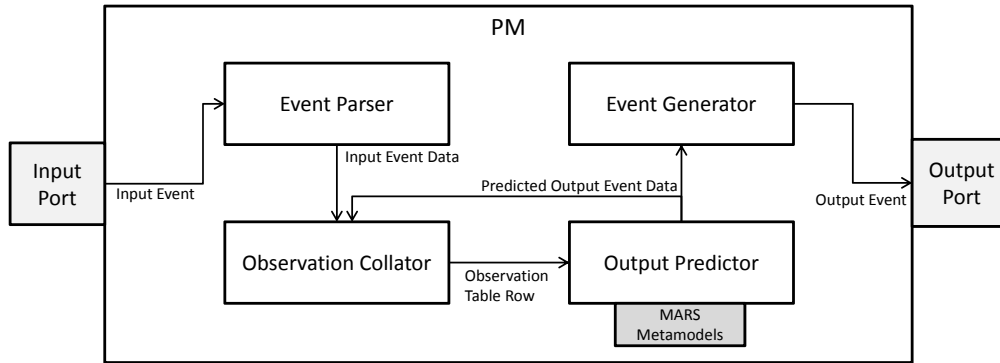 PM
Event Parser
Event Generator
Input
Port
Input Event
Input Event Data
Predicted Output Event Data
Output Event
Output
Port
Observation Collator
Observation
Table Row
Output Predictor
MARS
Metamodels